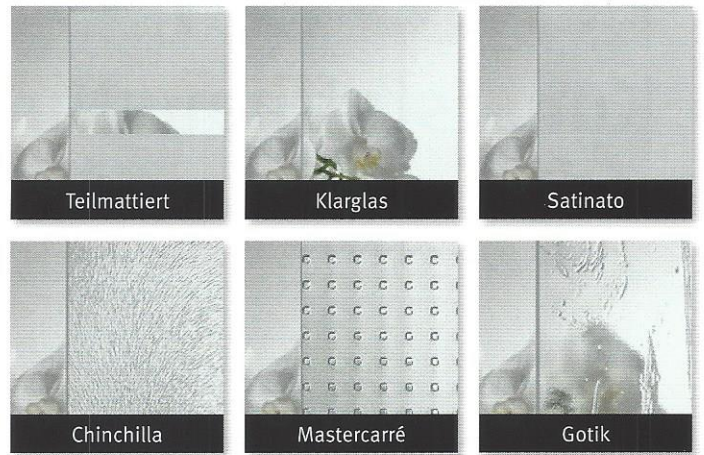 Teilmattiert
Klarglas
Satinato
Chinchilla
Mastercarré
Gotik